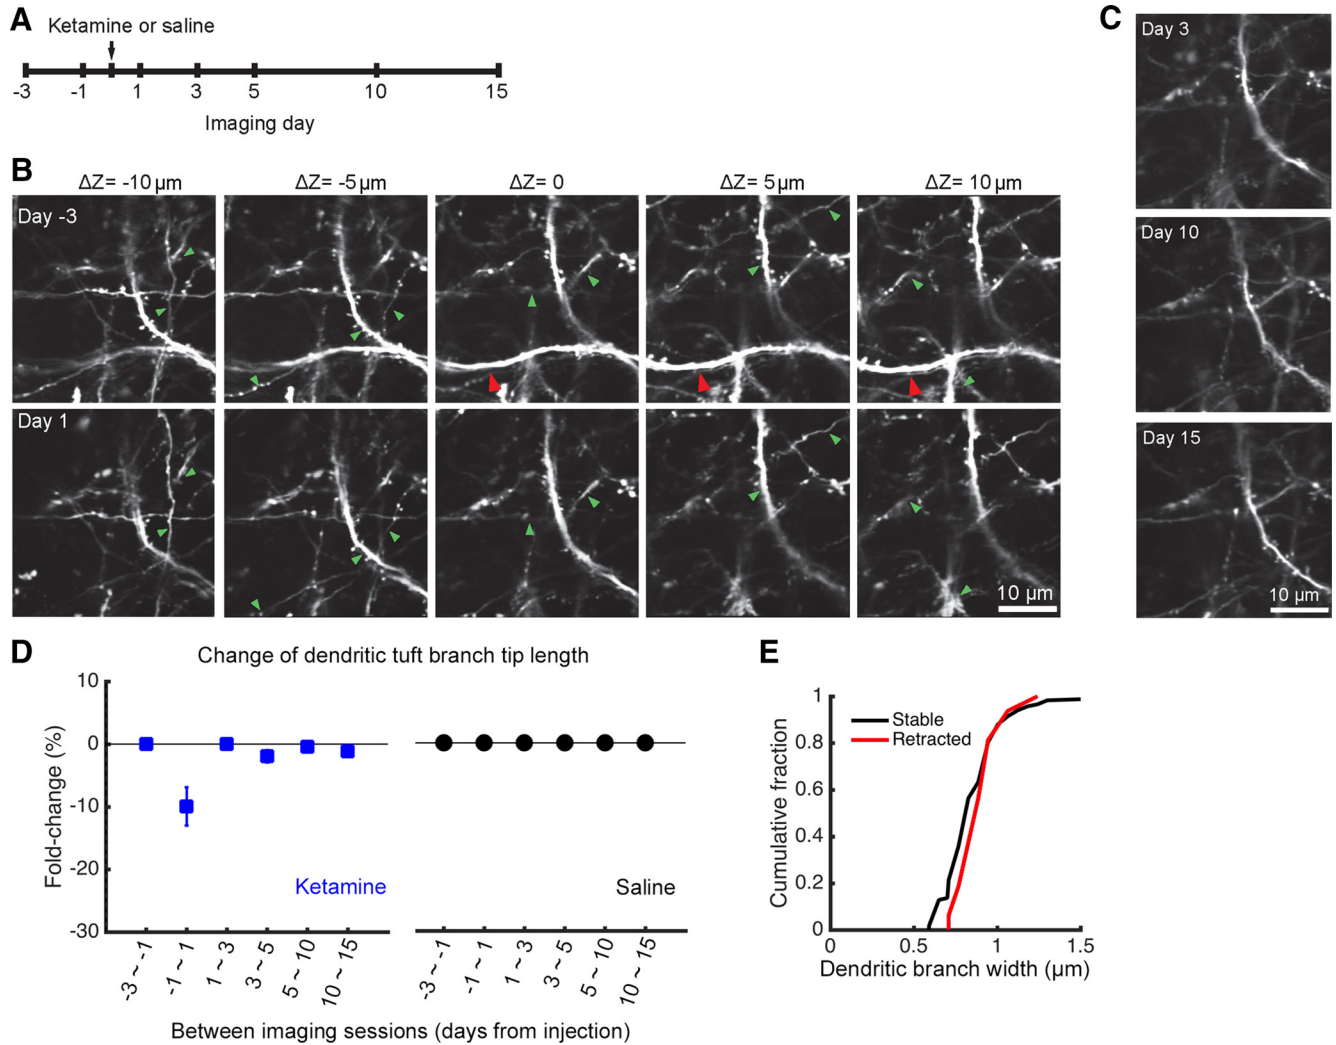 A
Ketamine or saline
-3 -1 1 3 5 10 15
Imaging day
B
ΔZ= -10 µm ΔZ= -5µm ΔZ= 0 ΔZ= 5µm ΔZ= 10 µm
Day -3
Day 1
10 µm
C
Day 3
Day 10
Day 15
10 µm
D
Change of dendritic tuft branch tip length
Fold-change (%)
10
0
-10
-20
-30
Ketamine
Saline
-3 ~ -1 -1 ~ 1 1 ~ 3 3 ~ 5 5 ~ 10 10 ~ 15
-3 ~ -1 -1 ~ 1 1 ~ 3 3 ~ 5 5 ~ 10 10 ~ 15
Between imaging sessions (days from injection)
E
Cumulative fraction
1
0.8
0.6
0.4
0.2
0
Stable
Retracted
0 0.5 1 1.5
Dendritic branch width (µm)